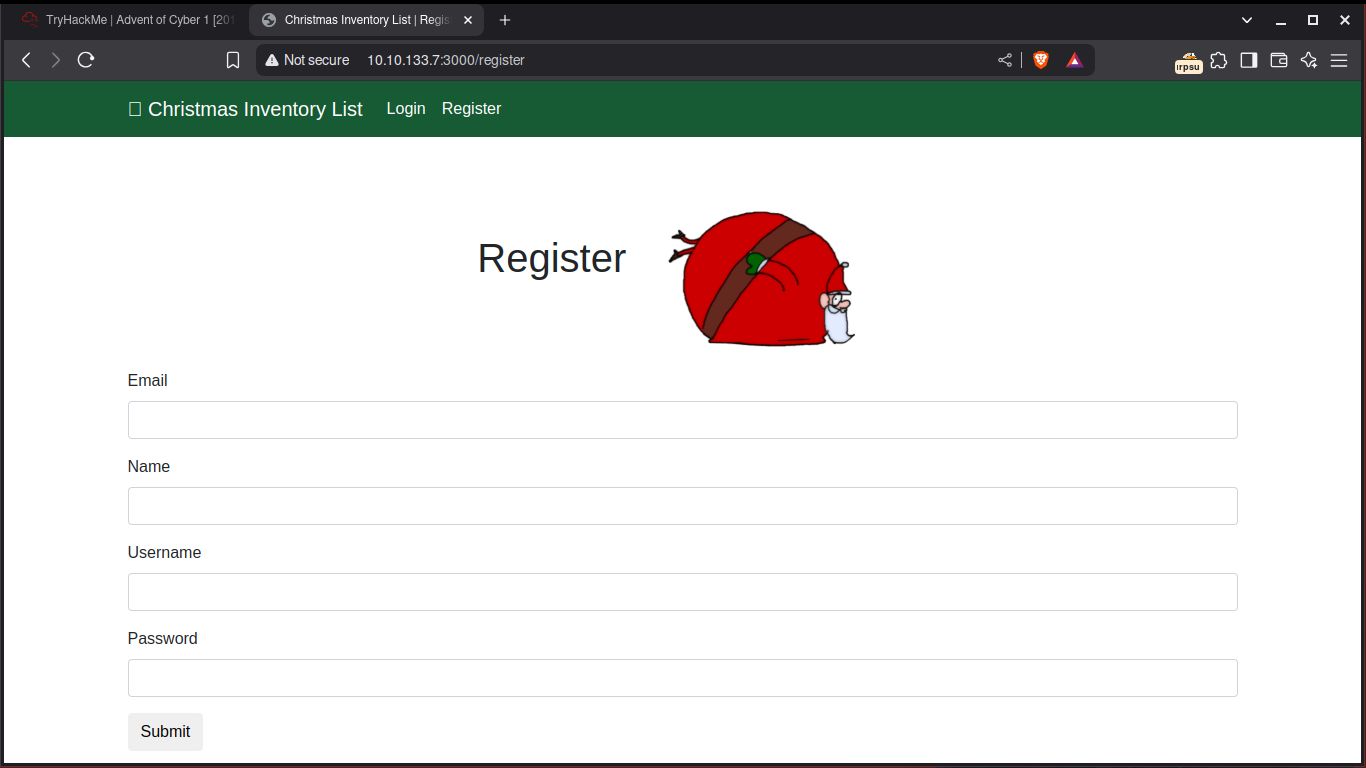 TryHackMe | Advent of Cyber 1 [201
Christmas Inventory List | Regis
Not secure 10.10.133.7:3000/register
Christmas Inventory List Login Register
Register
Email
Name
Username
Password
Submit